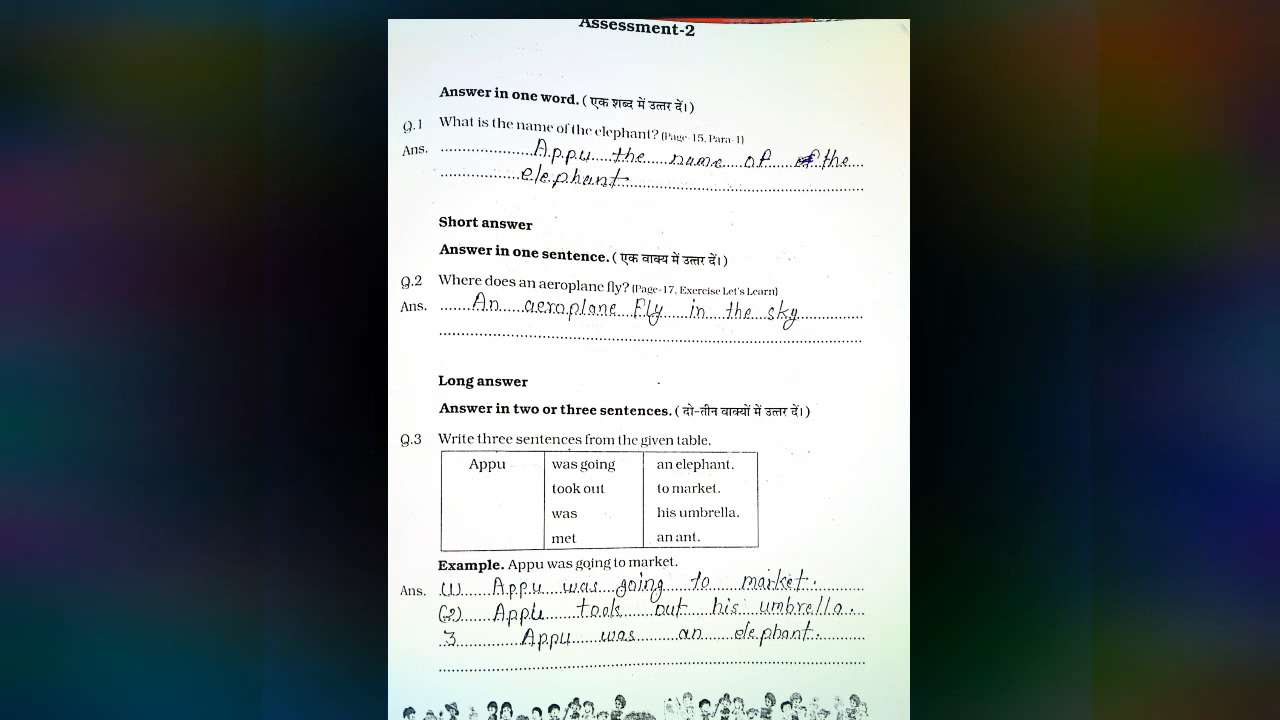 Assessment-2
Answer in one word. ( एक शब्द में उत्तर दें। )
Q.1 What is the name of the elephant? (Page-15, Para-1)
Ans. Appu the name of the
elephant
Short answer
Answer in one sentence. ( एक वाक्य में उत्तर दें। )
Q.2 Where does an aeroplane fly? (Page-17, Exercise Let's Learn)
Ans. An aeroplane fly in the sky
Long answer
Answer in two or three sentences. ( दो-तीन वाक्यों में उत्तर दें। )
Q.3 Write three sentences from the given table.
Appu was going an elephant.
took out to market.
was his umbrella.
met an ant.
Example. Appu was going to market.
Ans. (1) Appu was going to market.
(2) Appu took out his umbrella.
3 Appu was an elephant.